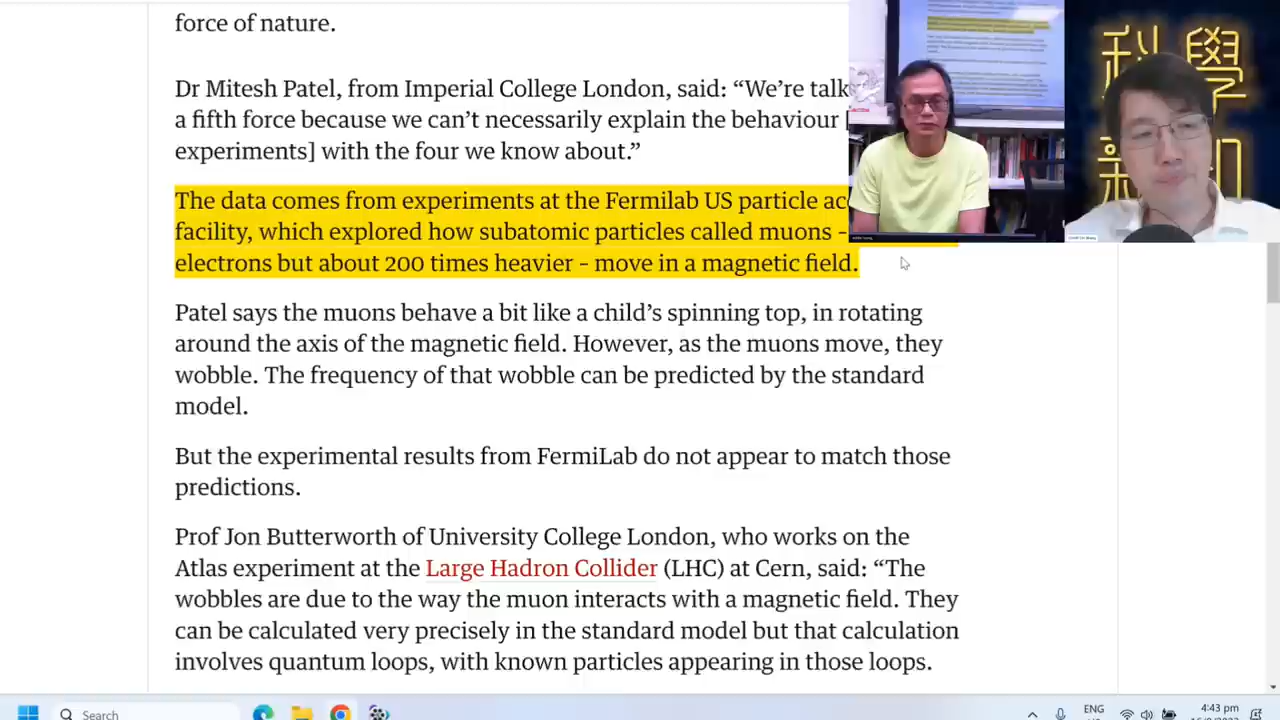 force of nature.
Dr Mitesh Patel, from Imperial College London, said: “We’re talk
a fifth force because we can’t necessarily explain the behaviour
experiments] with the four we know about.”
The data comes from experiments at the Fermilab US particle acc
facility, which explored how subatomic particles called muons –
electrons but about 200 times heavier – move in a magnetic field.
Patel says the muons behave a bit like a child’s spinning top, in rotating
around the axis of the magnetic field. However, as the muons move, they
wobble. The frequency of that wobble can be predicted by the standard
model.
But the experimental results from FermiLab do not appear to match those
predictions.
Prof Jon Butterworth of University College London, who works on the
Atlas experiment at the Large Hadron Collider (LHC) at Cern, said: “The
wobbles are due to the way the muon interacts with a magnetic field. They
can be calculated very precisely in the standard model but that calculation
involves quantum loops, with known particles appearing in those loops.
科學
新知
Search
ENG
4:43 pm